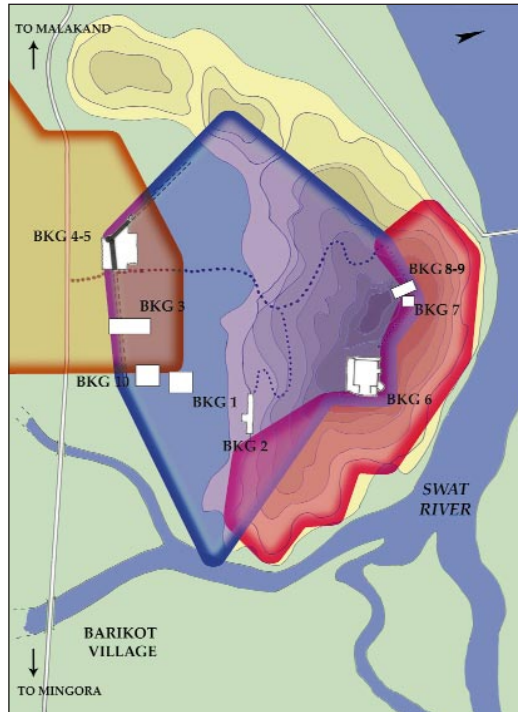 TO MALAKAND
BKG 4-5
BKG 8-9
BKG 7
BKG 3
BKG 10
BKG 1
BKG 6
BKG 2
SWAT
RIVER
BARIKOT
VILLAGE
TO MINGORA